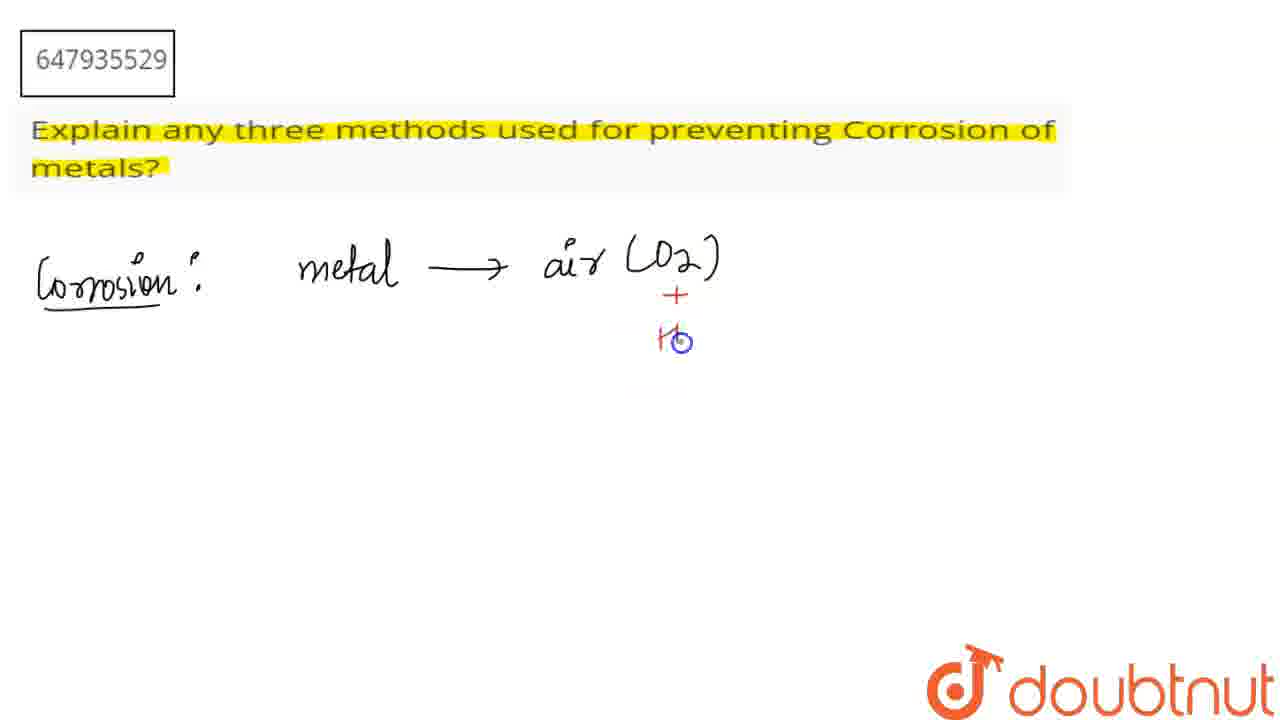 647935529
Explain any three methods used for preventing Corrosion of
metals?
Corrosion : metal → air (O2)
+
H
doubtnut